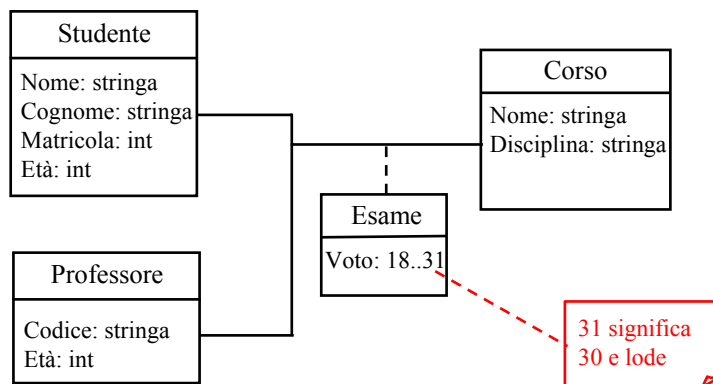 Studente
Nome: stringa
Cognome: stringa
Matricola: int
Età: int
Corso
Nome: stringa
Disciplina: stringa
Esame
Voto: 18..31
Professore
Codice: stringa
Età: int
31 significa
30 e lode